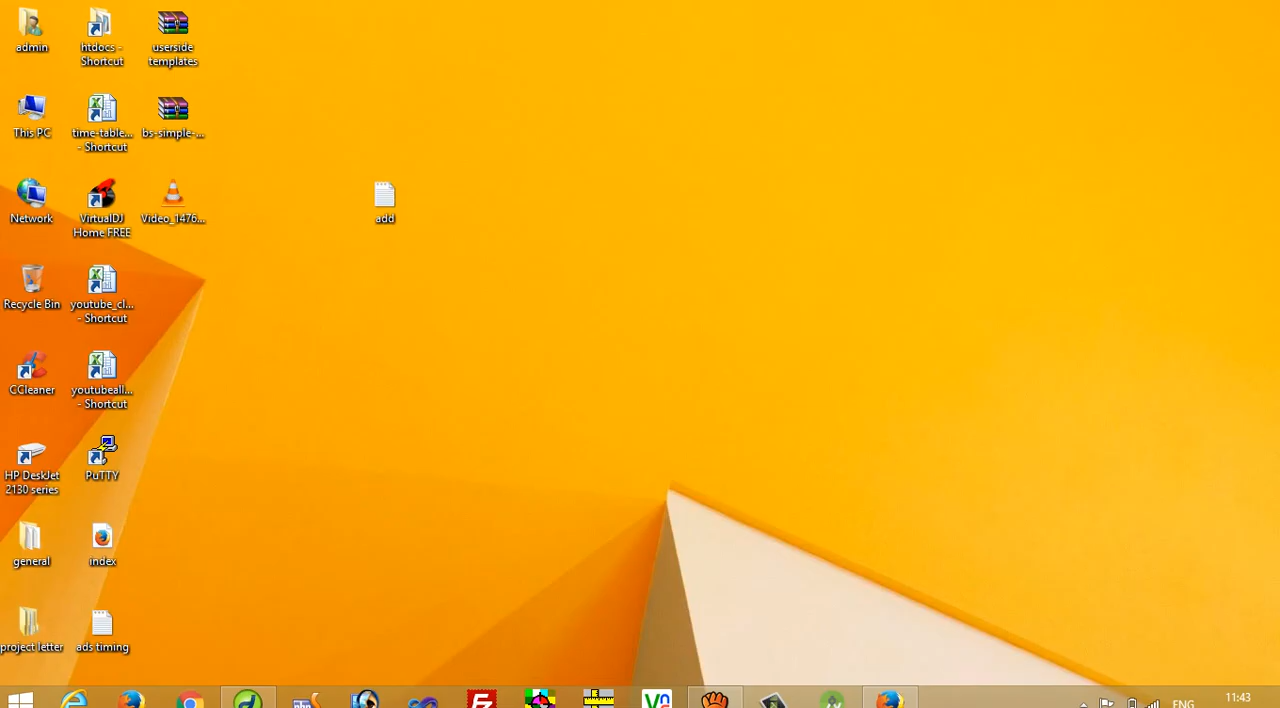 admin
htdocs -
Shortcut
userside
templates
This PC
time-table...
- Shortcut
bs-simple-...
Network
VirtualDJ
Home FREE
Video_1476...
add
Recycle Bin
youtube_cl...
- Shortcut
CCleaner
youtubeall...
- Shortcut
HP DeskJet
2130 series
PuTTY
general
index
project letter
ads timing
ENG
11:43